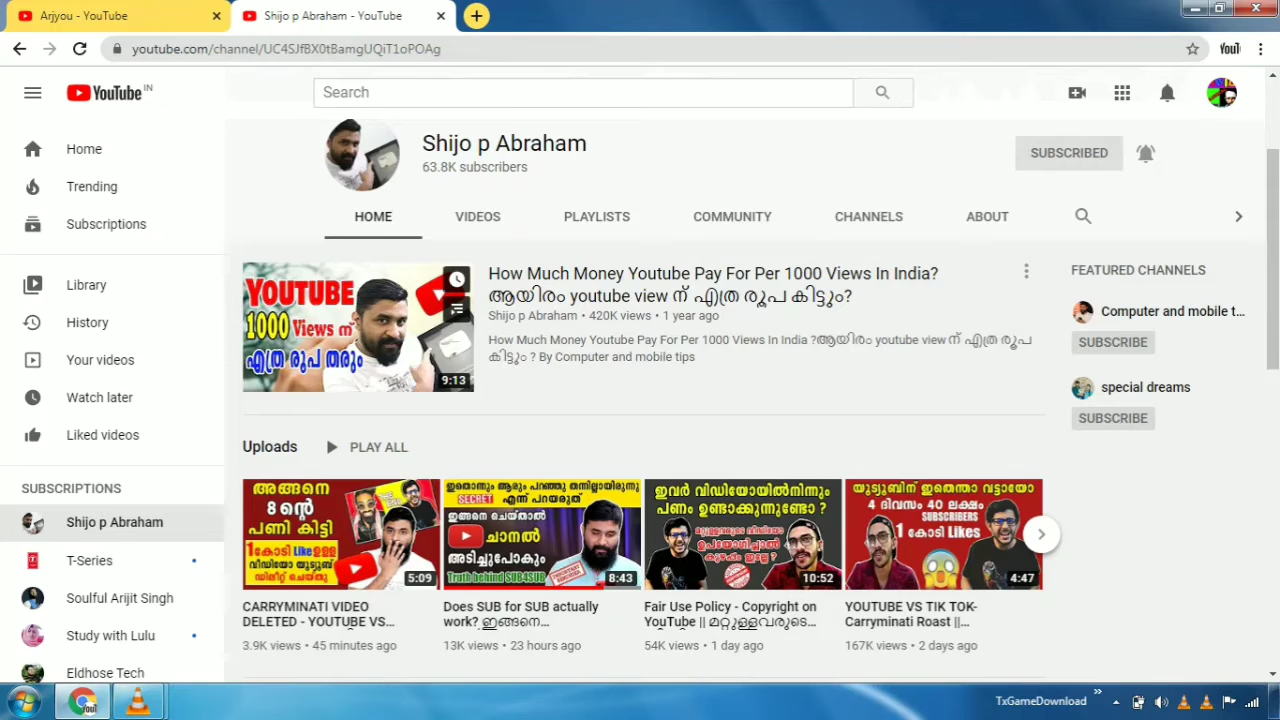 Arjyou - YouTube
Shijo p Abraham - YouTube
youtube.com/channel/UC4SJfBX0tBamgUQiT1oPOAg
YouT
YouTube IN
Search
Home
Trending
Subscriptions
Library
History
Your videos
Watch later
Liked videos
SUBSCRIPTIONS
Shijo p Abraham
T-Series
Soulful Arijit Singh
Study with Lulu
Eldhose Tech
Shijo p Abraham
63.8K subscribers
SUBSCRIBED
HOME
VIDEOS
PLAYLISTS
COMMUNITY
CHANNELS
ABOUT
YOUTUBE
1000 Views ന്
എത്ര രൂപ തരും
9:13
How Much Money Youtube Pay For Per 1000 Views In India?
ആയിരം youtube view ന് എത്ര രൂപ കിട്ടും?
Shijo p Abraham • 420K views • 1 year ago
How Much Money Youtube Pay For Per 1000 Views In India ?ആയിരം youtube view ന് എത്ര രൂപ
കിട്ടും ? By Computer and mobile tips
FEATURED CHANNELS
Computer and mobile t...
SUBSCRIBE
special dreams
SUBSCRIBE
Uploads
PLAY ALL
അങ്ങനെ
8 ന്റെ
പണി കിട്ടി
1കോടി Like ഉള്ള
വീഡിയോ യുട്യൂബ്
ഡിലീറ്റ് ചെയ്തു
5:09
CARRYMINATI VIDEO
DELETED - YOUTUBE VS...
3.9K views • 45 minutes ago
ഇതൊന്നും ആരും പറഞ്ഞു തന്നില്ലായിരുന്നു
SECRET എന്ന് പറയരുത്
ഇങ്ങനെ ചെയ്താൽ
ചാനൽ
അടിച്ചുപോകും
Truth behind SUB4SUB
8:43
Does SUB for SUB actually
work? ഇങ്ങനെ...
13K views • 23 hours ago
ഇവർ വിഡിയോയിൽനിന്നും
പണം ഉണ്ടാക്കുന്നുണ്ടോ ?
മറ്റുള്ളവരുടെ വിഡിയോ
ഉപയോഗിച്ചാൽ
കുഴപ്പം ഇല്ലേ ?
10:52
Fair Use Policy - Copyright on
YouTube || മറ്റുള്ളവരുടെ...
54K views • 1 day ago
യുട്യൂബിന് ഇതെന്താ വട്ടായോ
4 ദിവസം 40 ലക്ഷം
SUBSCRIBERS
1 കോടി Likes
4:47
YOUTUBE VS TIK TOK-
Carryminati Roast ||...
167K views • 2 days ago
TxGameDownload